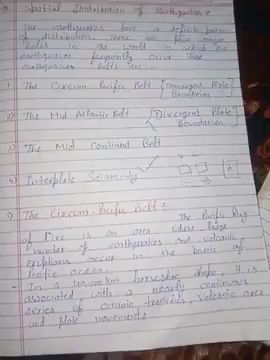 Spatial Distribution of Earthquakes :
The earthquakes have a definite pattern
of distribution. There are major
belts in the world which are
earthquakes frequently occur these
earthquakes belts are -
1 The Circum Pacific Belt [Convergent Plate Boundaries]
2) The Mid Atlantic Belt [Divergent Plate Boundaries]
3) The Mid Continent Belt
4) Interplate Seismicity
1) The Circum-Pacific Belt :
The Pacific Ring
of Fire is an area where large
number of earthquakes and volcanic
eruptions occur in the basin of
Pacific Ocean.
- In a 40,000km horseshoe shape, it is
associated with a nearly continuous
series of oceanic trenches, volcanic arcs
and plate movements